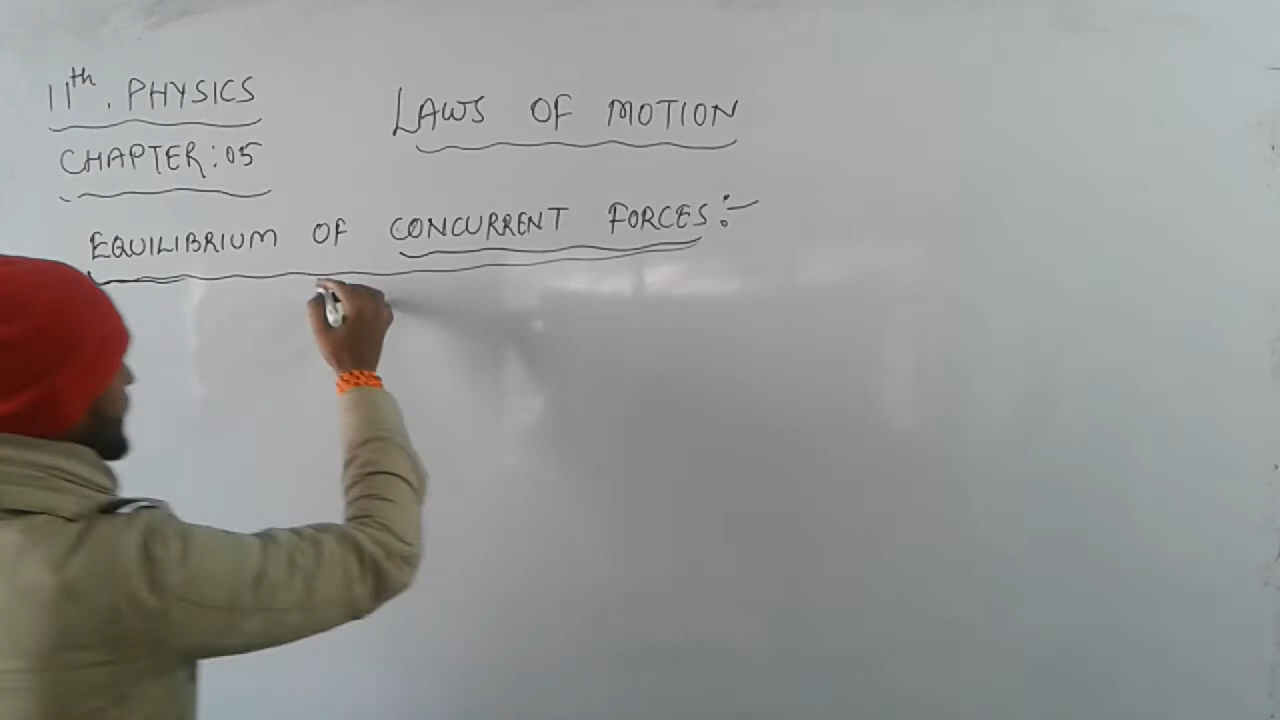 11th. PHYSICS
LAWS OF MOTION
CHAPTER: 05
EQUILIBRIUM OF CONCURRENT FORCES:-